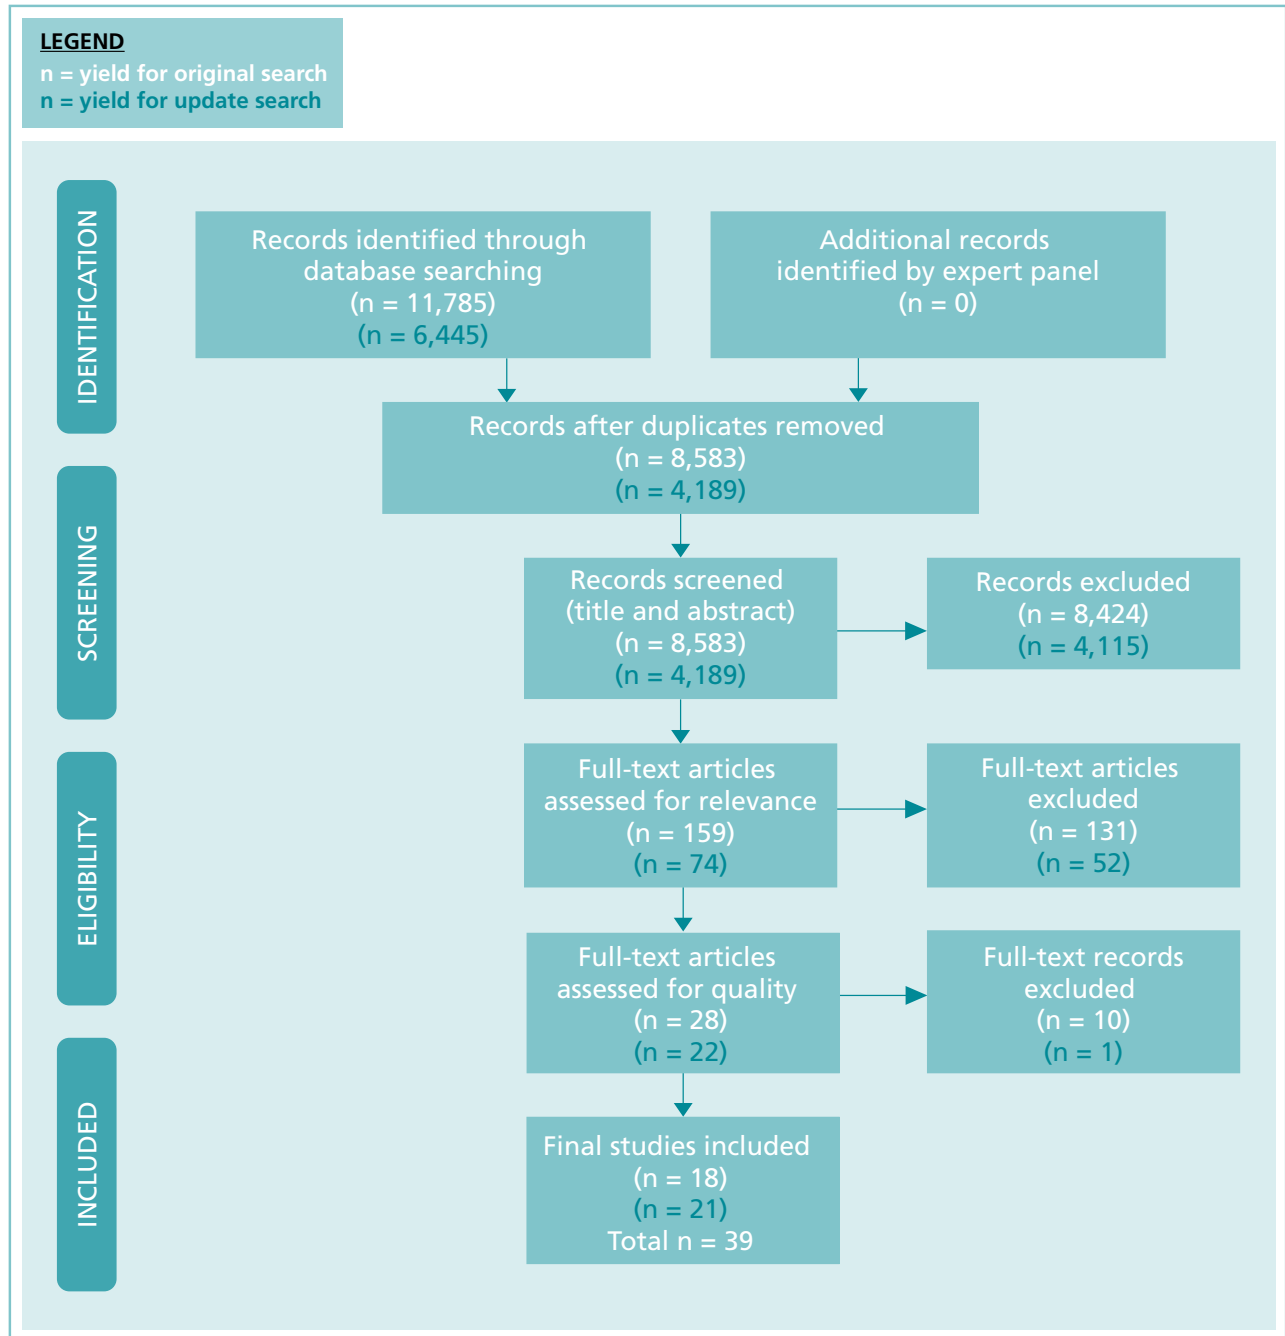 LEGEND
n = yield for original search
n = yield for update search
IDENTIFICATION
Records identified through
database searching
(n = 11,785)
(n = 6,445)
Additional records
identified by expert panel
(n = 0)
Records after duplicates removed
(n = 8,583)
(n = 4,189)
SCREENING
Records screened
(title and abstract)
(n = 8,583)
(n = 4,189)
Records excluded
(n = 8,424)
(n = 4,115)
ELIGIBILITY
Full-text articles
assessed for relevance
(n = 159)
(n = 74)
Full-text articles
excluded
(n = 131)
(n = 52)
Full-text articles
assessed for quality
(n = 28)
(n = 22)
Full-text records
excluded
(n = 10)
(n = 1)
INCLUDED
Final studies included
(n = 18)
(n = 21)
Total n = 39